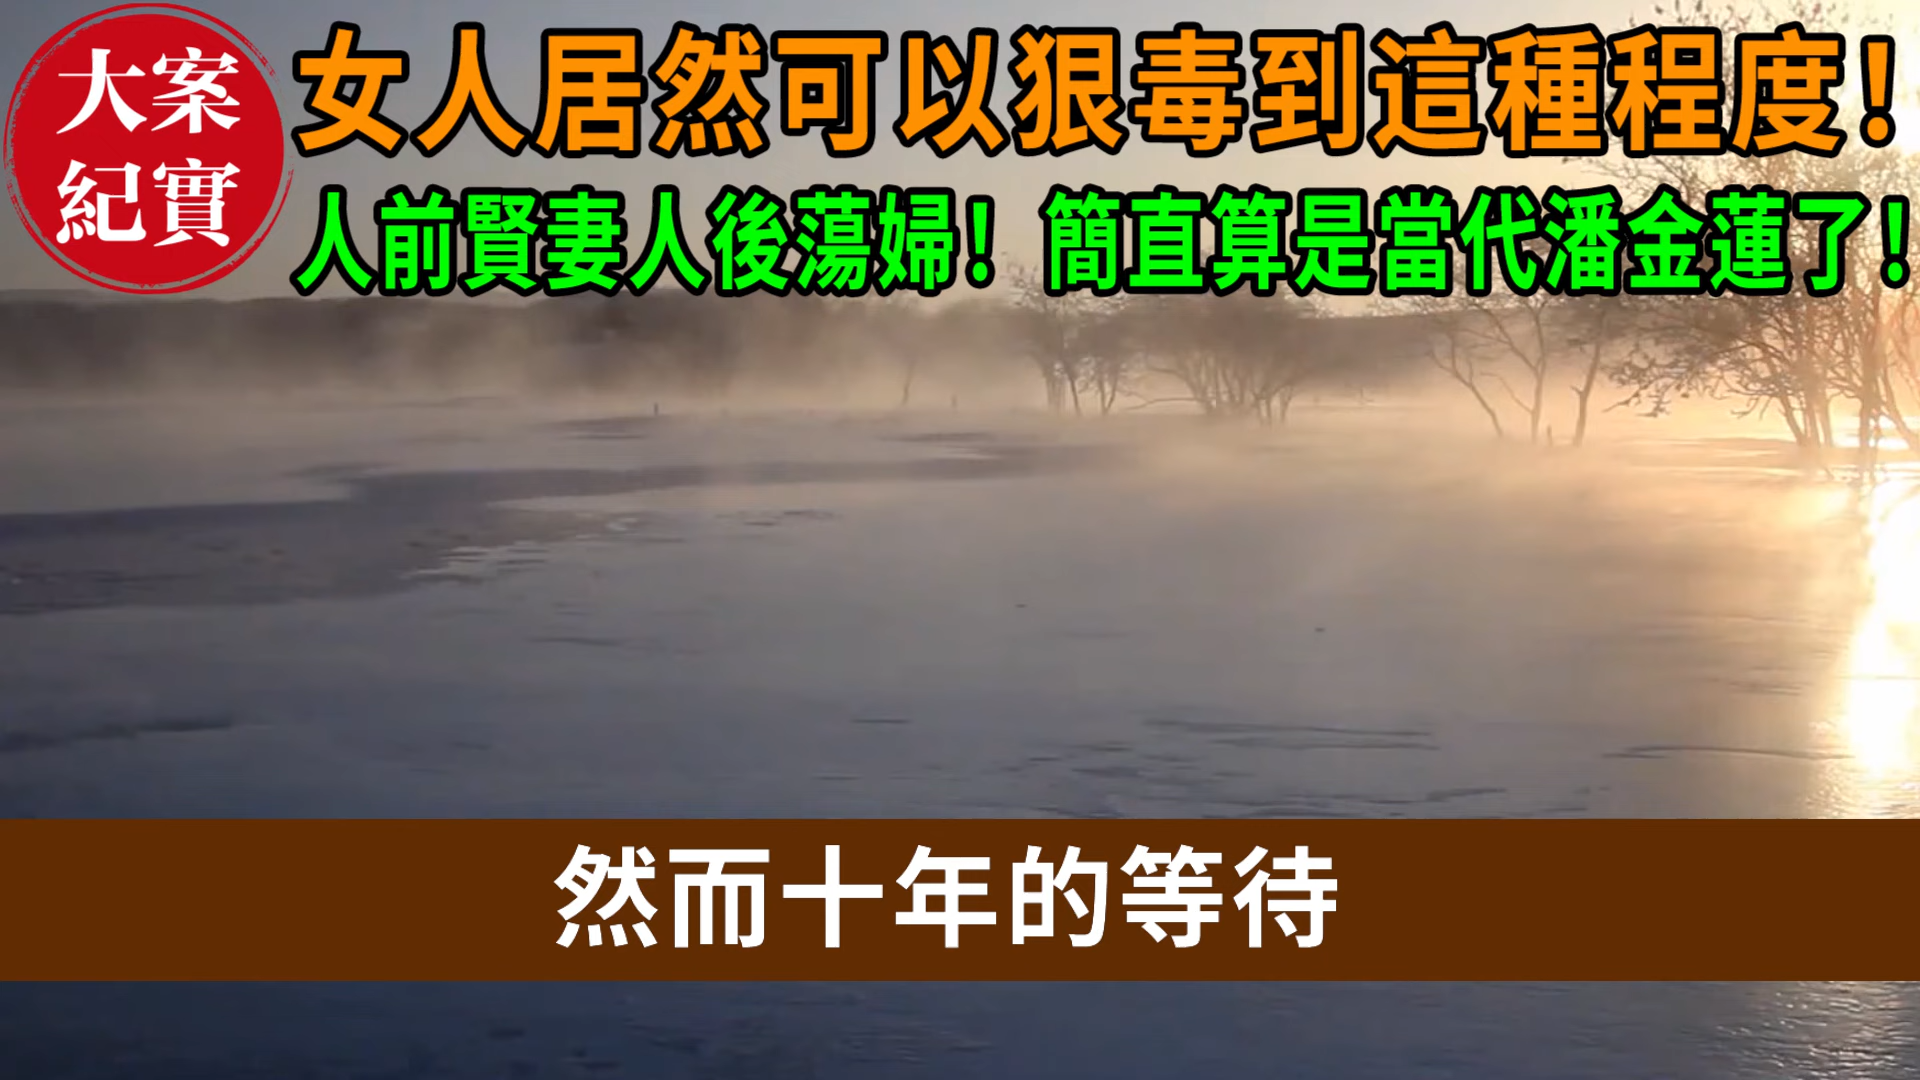 大案
紀實
女人居然可以狠毒到這種程度！
人前賢妻人後蕩婦！簡直算是當代潘金蓮了！
然而十年的等待